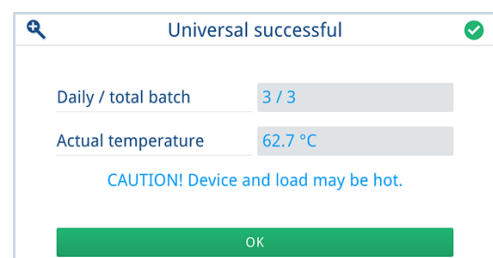 Universal successful
Daily / total batch 3 / 3
Actual temperature 62.7 °C
CAUTION! Device and load may be hot.
OK